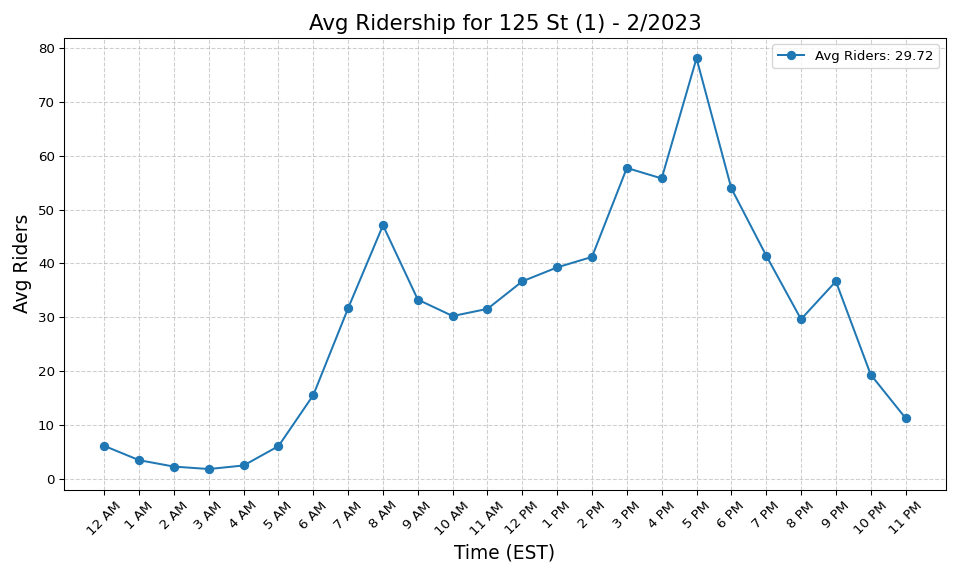 Avg Ridership for 125 St (1) - 2/2023
Avg Riders: 29.72
80
70
60
50
40
30
20
10
0
Avg Riders
12 AM
1 AM
2 AM
3 AM
4 AM
5 AM
6 AM
7 AM
8 AM
9 AM
10 AM
11 AM
12 PM
1 PM
2 PM
3 PM
4 PM
5 PM
6 PM
7 PM
8 PM
9 PM
10 PM
11 PM
Time (EST)